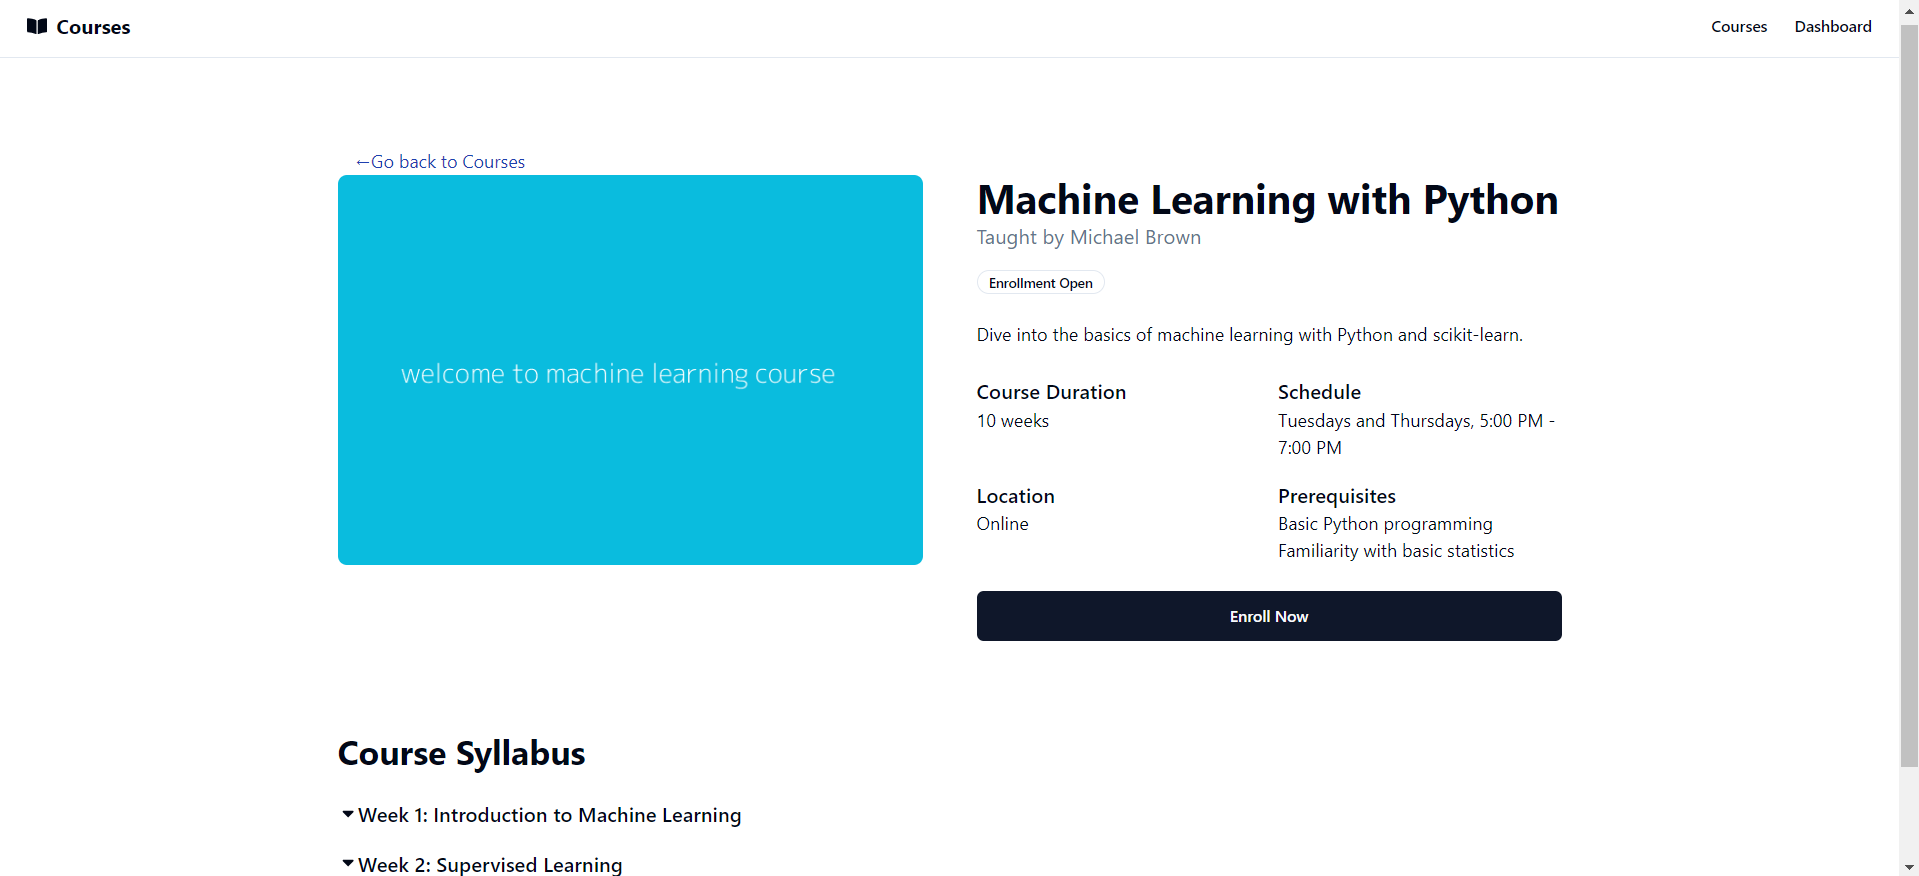 Courses
Courses
Dashboard
←Go back to Courses
welcome to machine learning course
Machine Learning with Python
Taught by Michael Brown
Enrollment Open
Dive into the basics of machine learning with Python and scikit-learn.
Course Duration
10 weeks
Schedule
Tuesdays and Thursdays, 5:00 PM -
7:00 PM
Location
Online
Prerequisites
Basic Python programming
Familiarity with basic statistics
Enroll Now
Course Syllabus
Week 1: Introduction to Machine Learning
Week 2: Supervised Learning